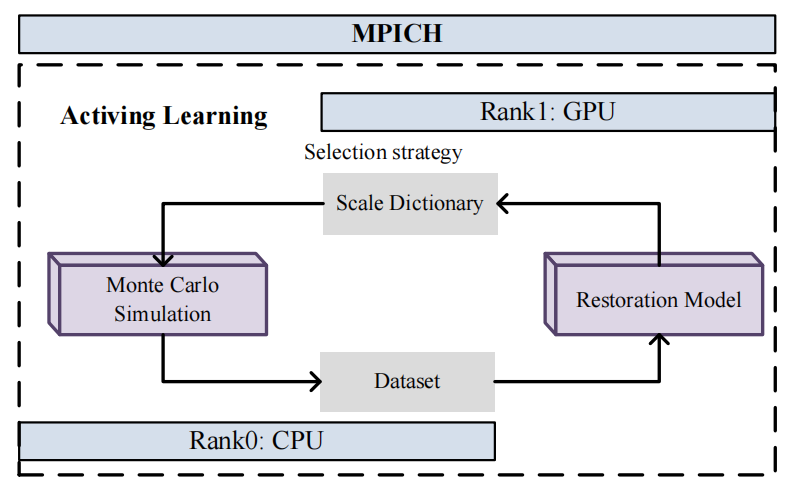 MPICH
Activing Learning
Rank1: GPU
Selection strategy
Scale Dictionary
Monte Carlo
Simulation
Restoration Model
Dataset
Rank0: CPU